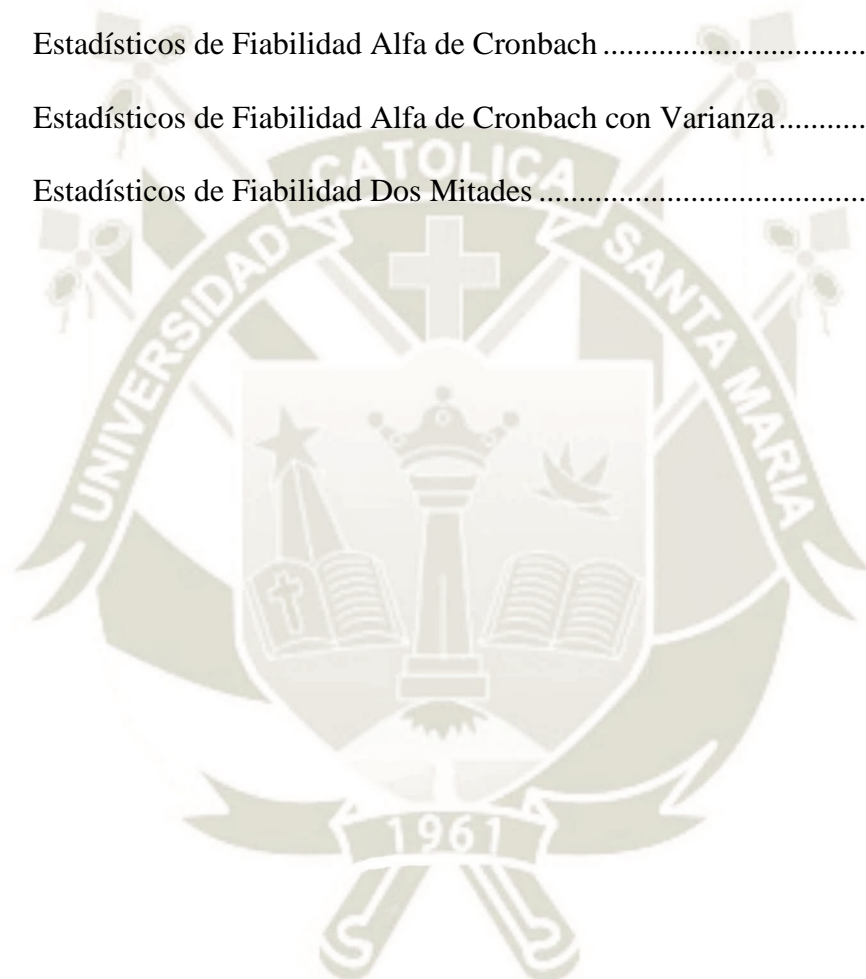 Estadísticos de Fiabilidad Alfa de Cronbach ................................
Estadísticos de Fiabilidad Alfa de Cronbach con Varianza ...........
Estadísticos de Fiabilidad Dos Mitades ........................................
UNIVERSIDAD CATOLICA SANTA MARIA
1961